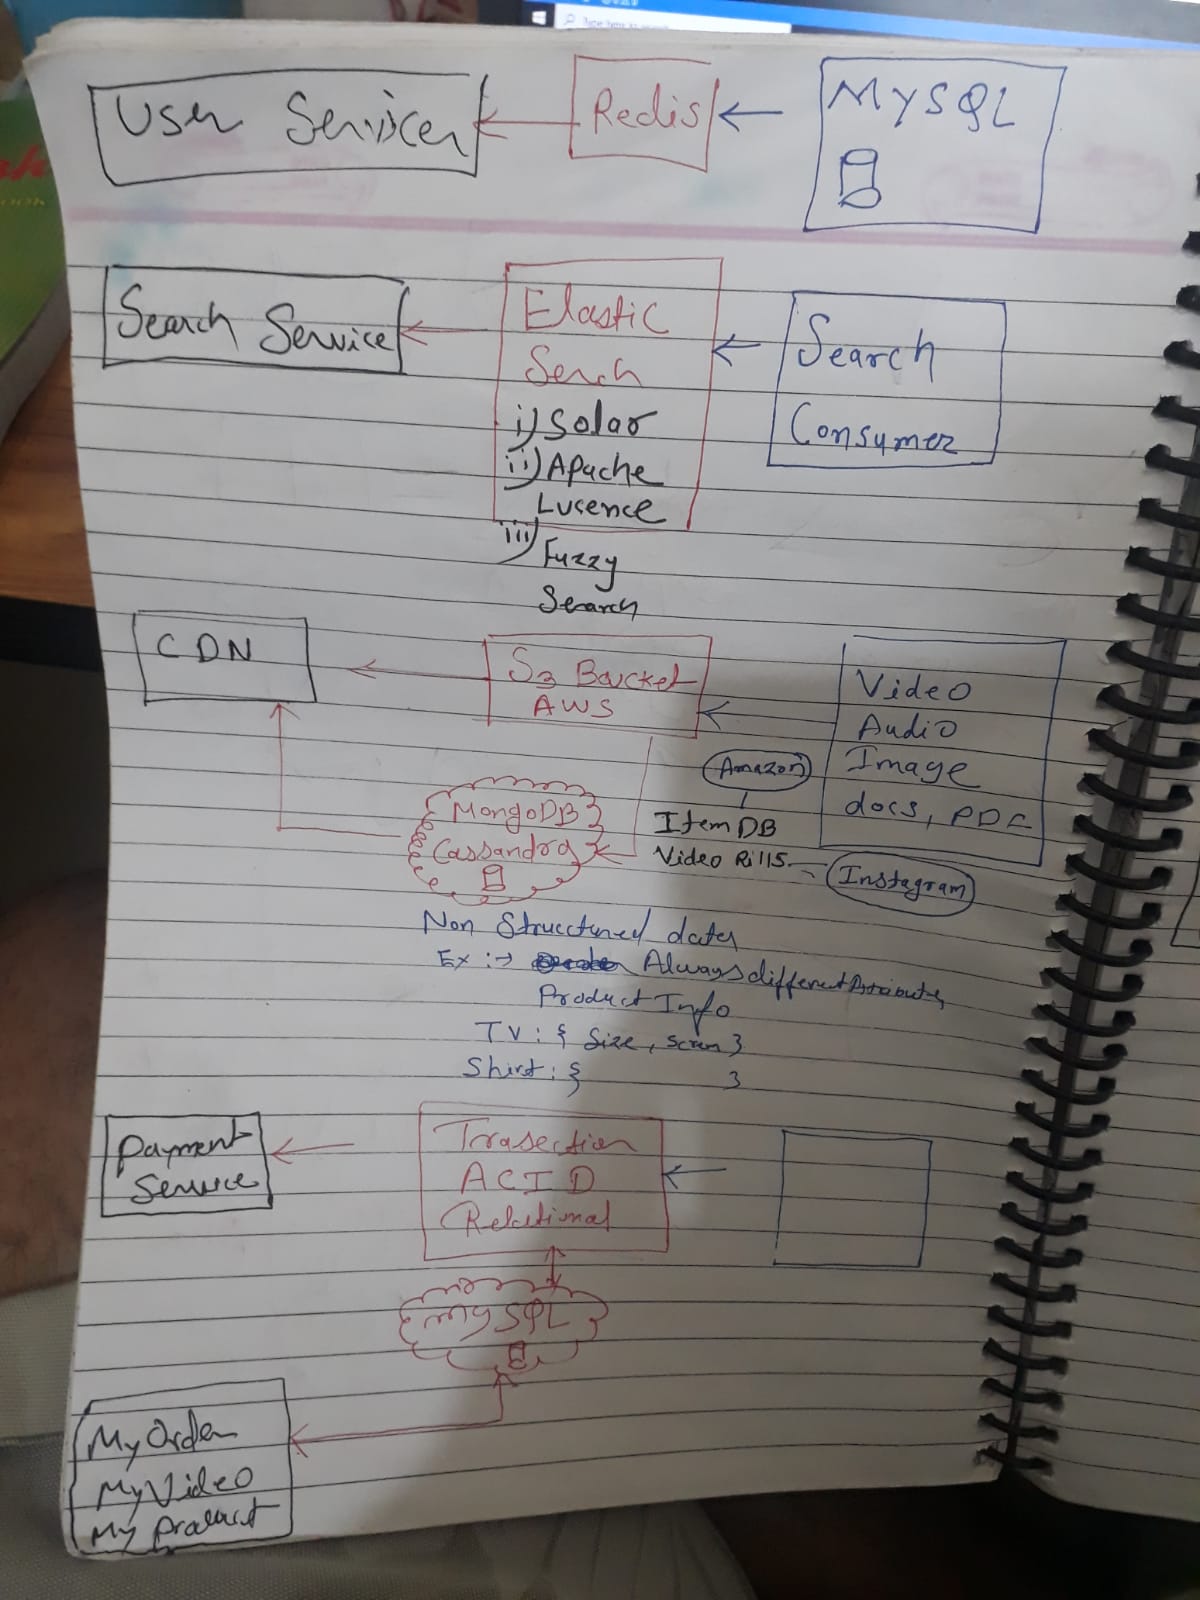 User Servicer
Redis
MySQL
Search Service
Elastic
Serch
i) Solar
ii) Apache
Lucence
iii) Fuzzy
Search
Search
Consumer
CDN
S3 Bucket
AWS
Video
Audio
Image
docs, PDF
Amazon
Item DB
Video Rills
Instagram
MongoDB
Cassandra
Non Structured data
Ex :→ Always different Attributes
Product Info
TV : { Size, Screen }
Shirt : { }
Payment
Service
Trasection
ACID
Relational
MySQL
My Order
My Video
My Product